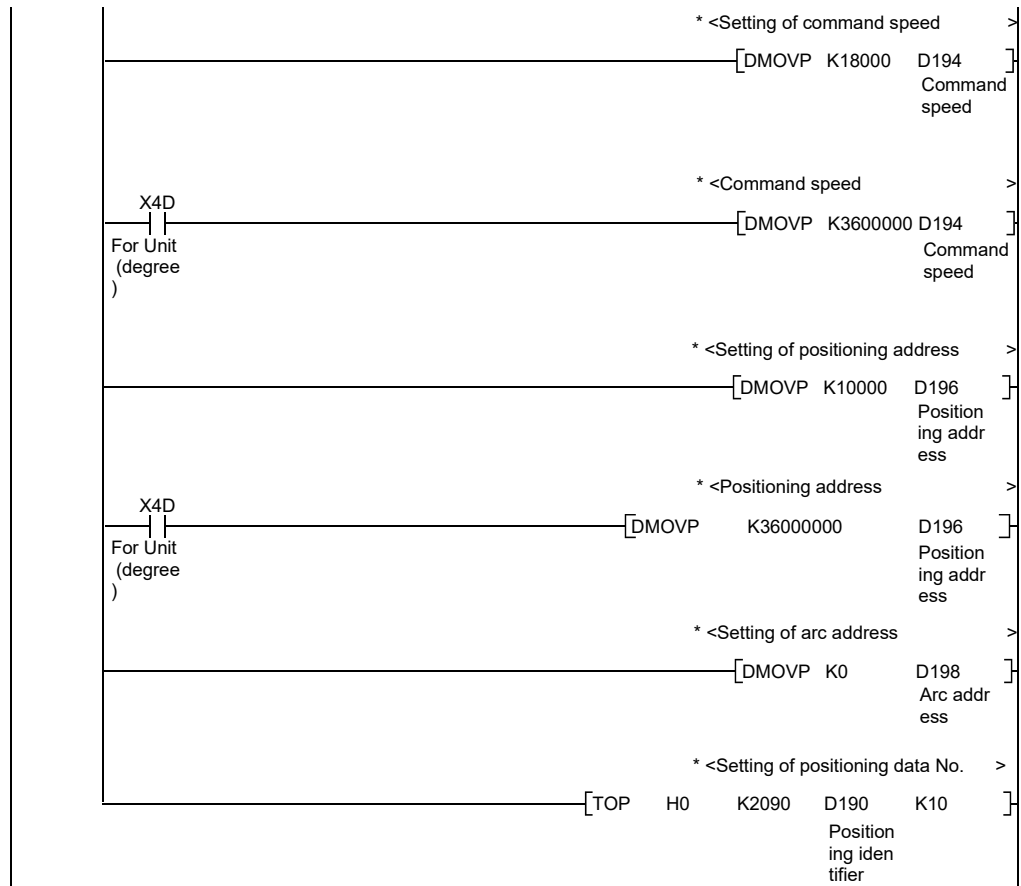 * <Setting of command speed >
DMOVP K18000 D194
Command
speed
* <Command speed >
X4D
DMOVP K3600000 D194
For Unit
(degree
)
Command
speed
* <Setting of positioning address >
DMOVP K10000 D196
Position
ing addr
ess
* <Positioning address >
X4D
DMOVP K36000000 D196
For Unit
(degree
)
Position
ing addr
ess
* <Setting of arc address >
DMOVP K0 D198
Arc addr
ess
* <Setting of positioning data No. >
TOP H0 K2090 D190 K10
Position
ing iden
tifier